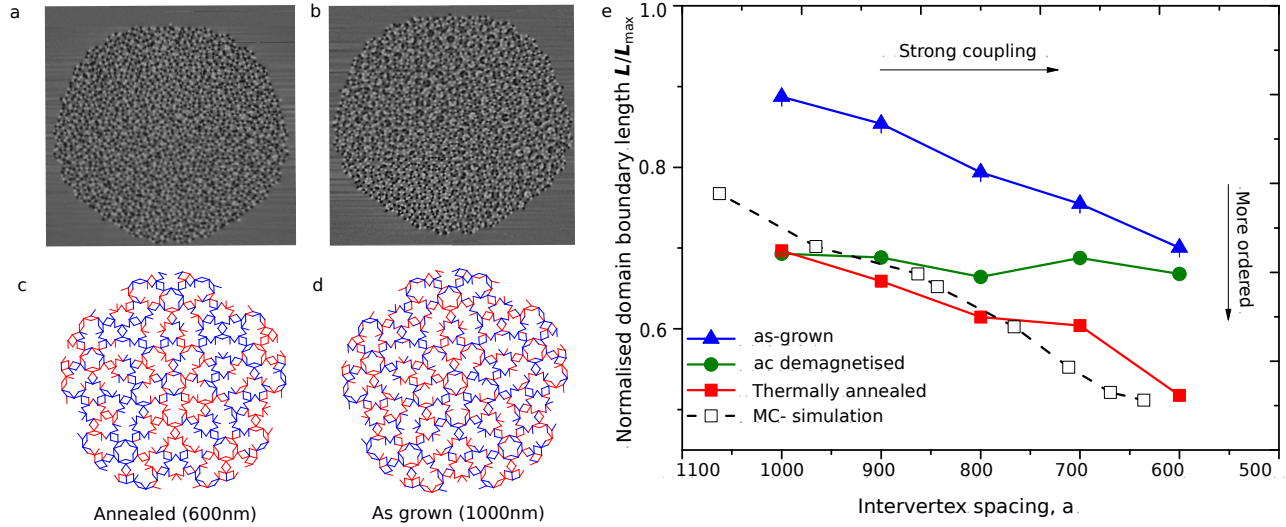 a
b
c
d
Annealed (600nm)
As grown (1000nm)
e
Normalised domain boundary length L/Lmax
1.0
0.8
0.6
Strong coupling
More ordered
as-grown
ac demagnetised
Thermally annealed
MC- simulation
1100 1000 900 800 700 600 500
Intervertex spacing, a